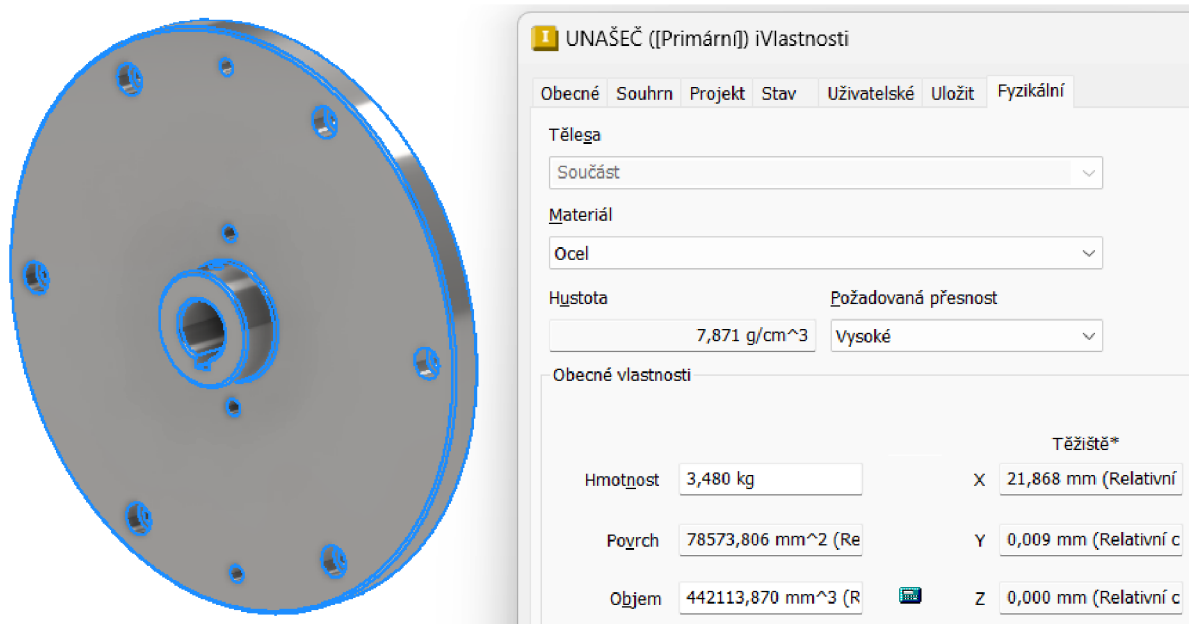 UNAŠEČ ([Primární]) iVlastnosti
Obecné Souhrn Projekt Stav Uživatelské Uložit Fyzikální
Tělesa
Součást
Materiál
Ocel
Hustota Požadovaná přesnost
7,871 g/cm^3 Vysoké
Obecné vlastnosti
Těžiště*
Hmotnost 3,480 kg X 21,868 mm (Relativní
Povrch 78573,806 mm^2 (Re Y 0,009 mm (Relativní c
Objem 442113,870 mm^3 (R Z 0,000 mm (Relativní c